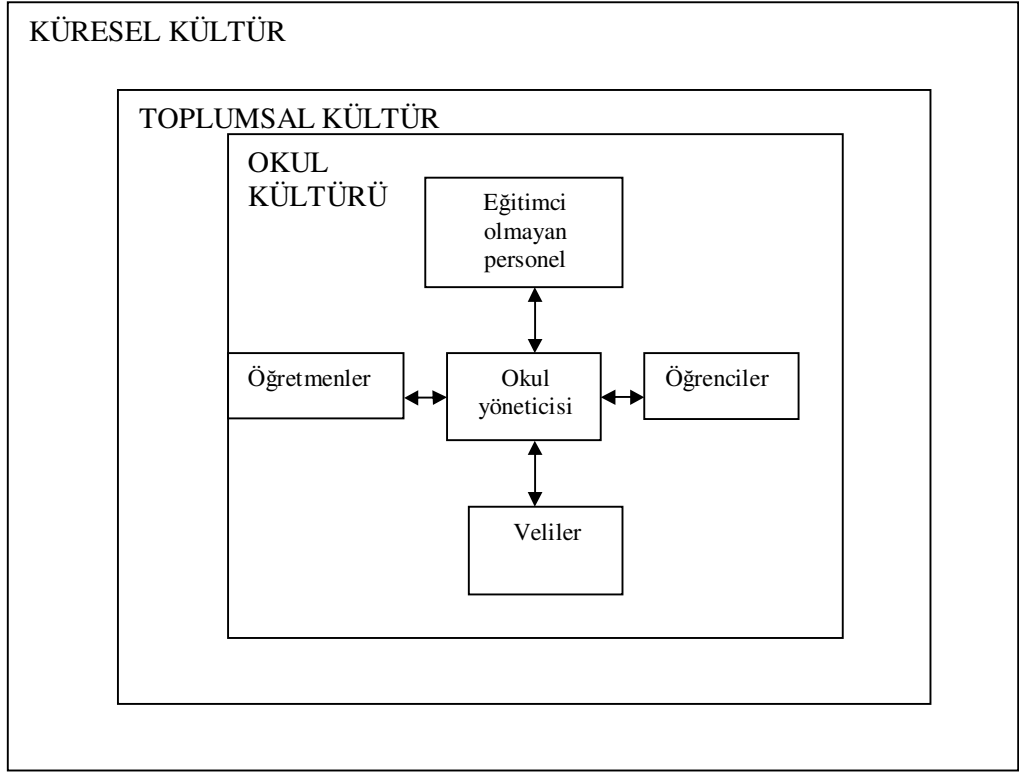 KÜRESEL KÜLTÜR
TOPLUMSAL KÜLTÜR
OKUL
KÜLTÜRÜ
Eğitimci
olmayan
personel
Öğretmenler
Okul
yöneticisi
Öğrenciler
Veliler